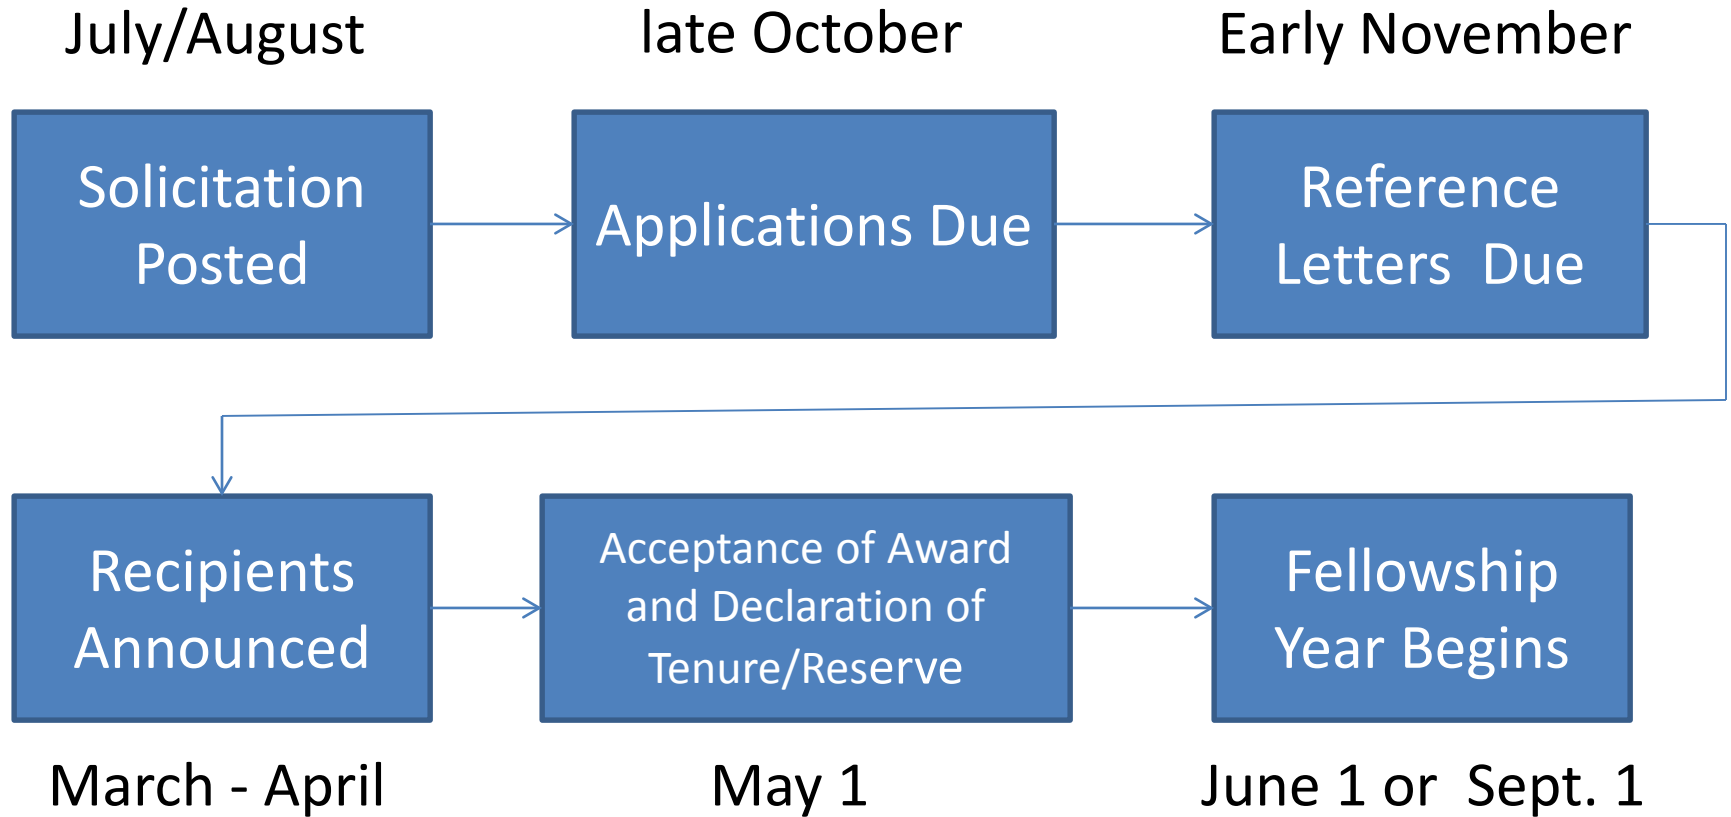 July/August
late October
Early November
Solicitation
Posted
Applications Due
Reference
Letters  Due
Recipients
Announced
Acceptance of Award
and Declaration of
Tenure/Reserve
Fellowship
Year Begins
March - April
May 1
June 1 or  Sept. 1